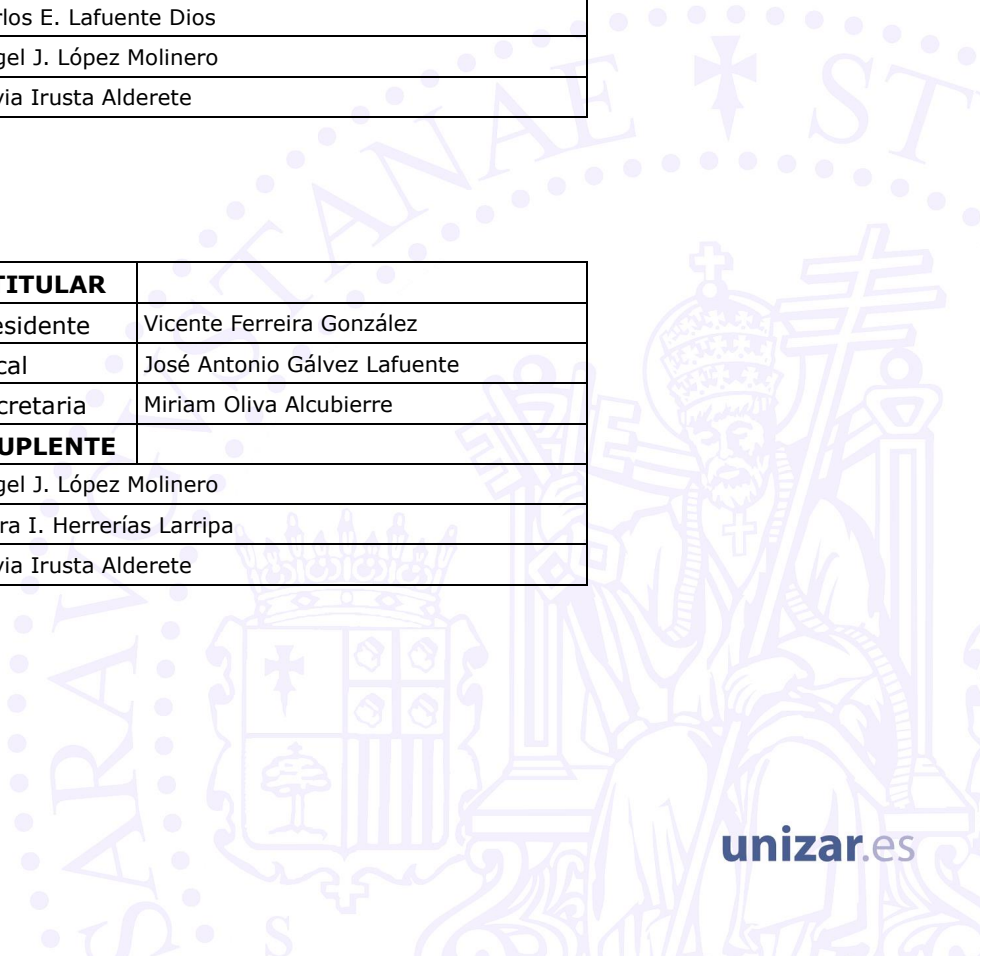 rlos E. Lafuente Dios
gel J. López Molinero
via Irusta Alderete
TITULAR
esidente Vicente Ferreira González
cal José Antonio Gálvez Lafuente
cretaria Miriam Oliva Alcubierre
UPLENTE
gel J. López Molinero
ra I. Herrerías Larripa
via Irusta Alderete
unizar.es